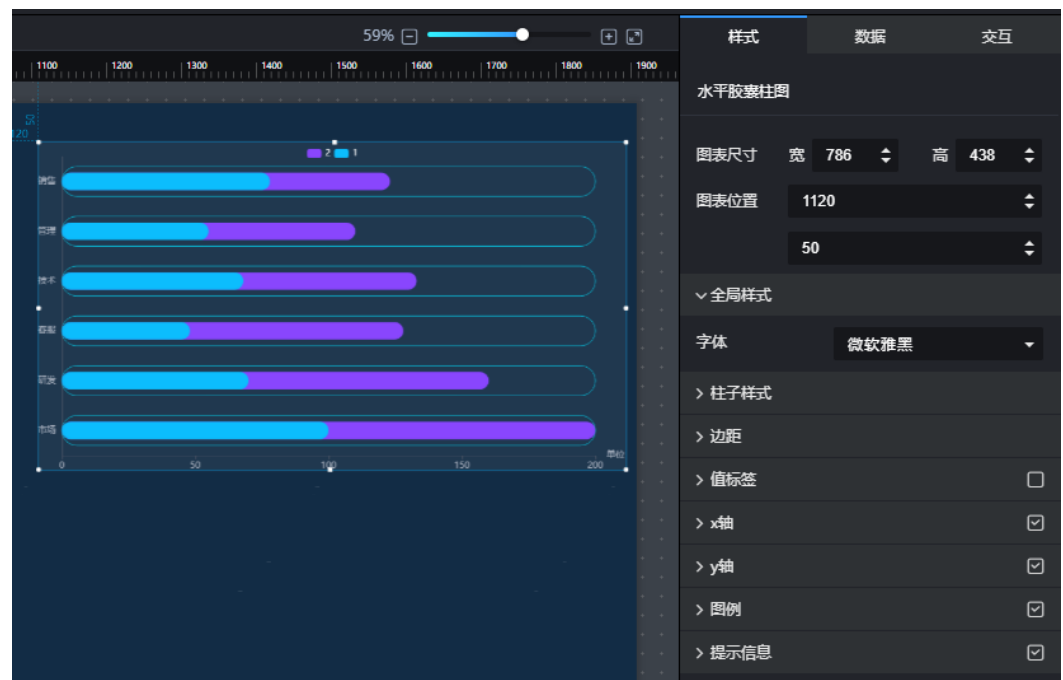 59%
样式 数据 交互
1100 1200 1300 1400 1500 1600 1700 1800 1900
水平胶囊柱图
50
120
2 1
图表尺寸 宽 786 高 438
销售
图表位置 1120
管理
50
技术
全局样式
客服
字体 微软雅黑
研发
柱子样式
市场
边距
单位
0 50 100 150 200
值标签
x轴
y轴
图例
提示信息